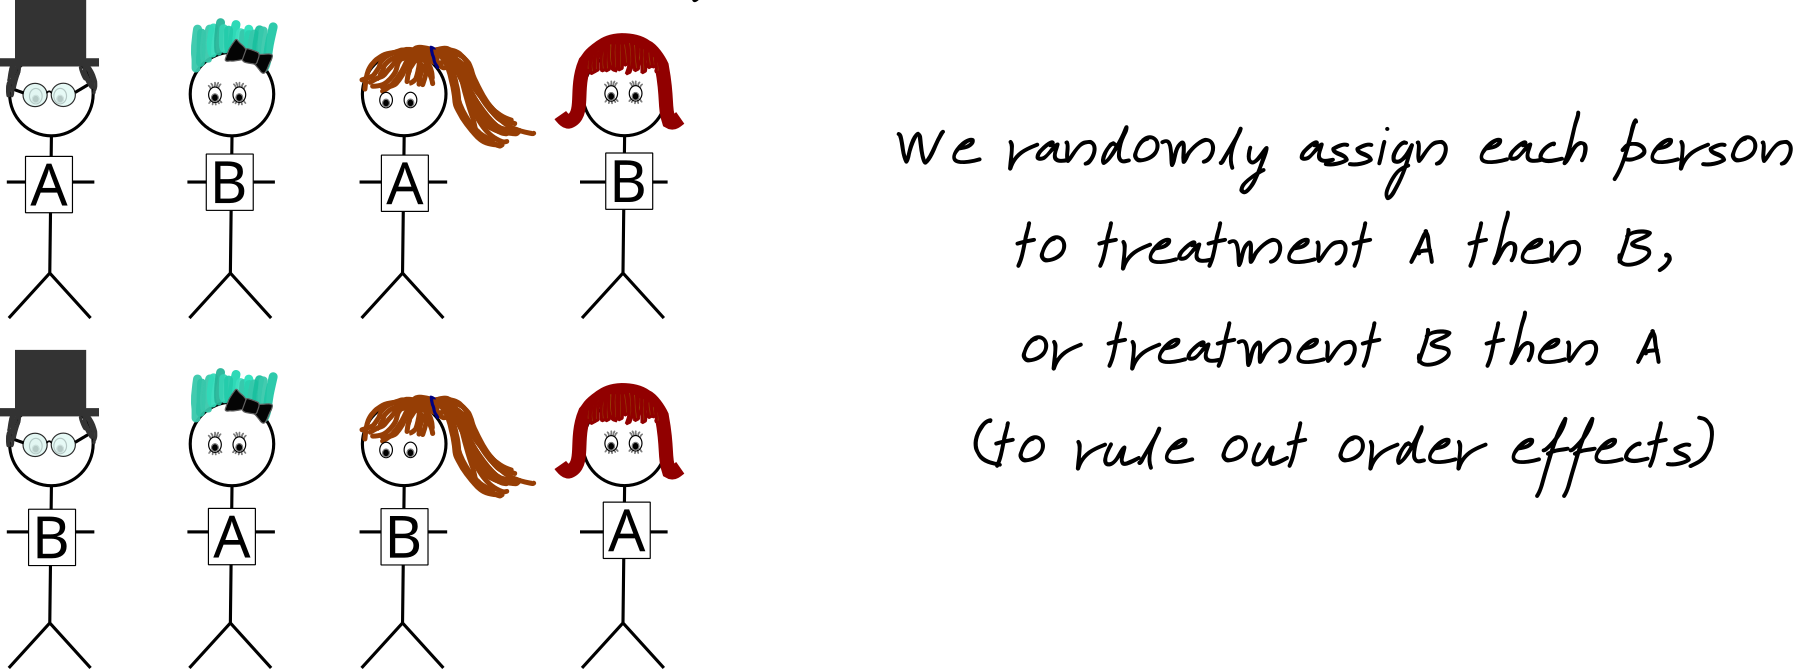 A B A B
We randomly assign each person
to treatment A then B,
or treatment B then A
(to rule out order effects)
B A B A